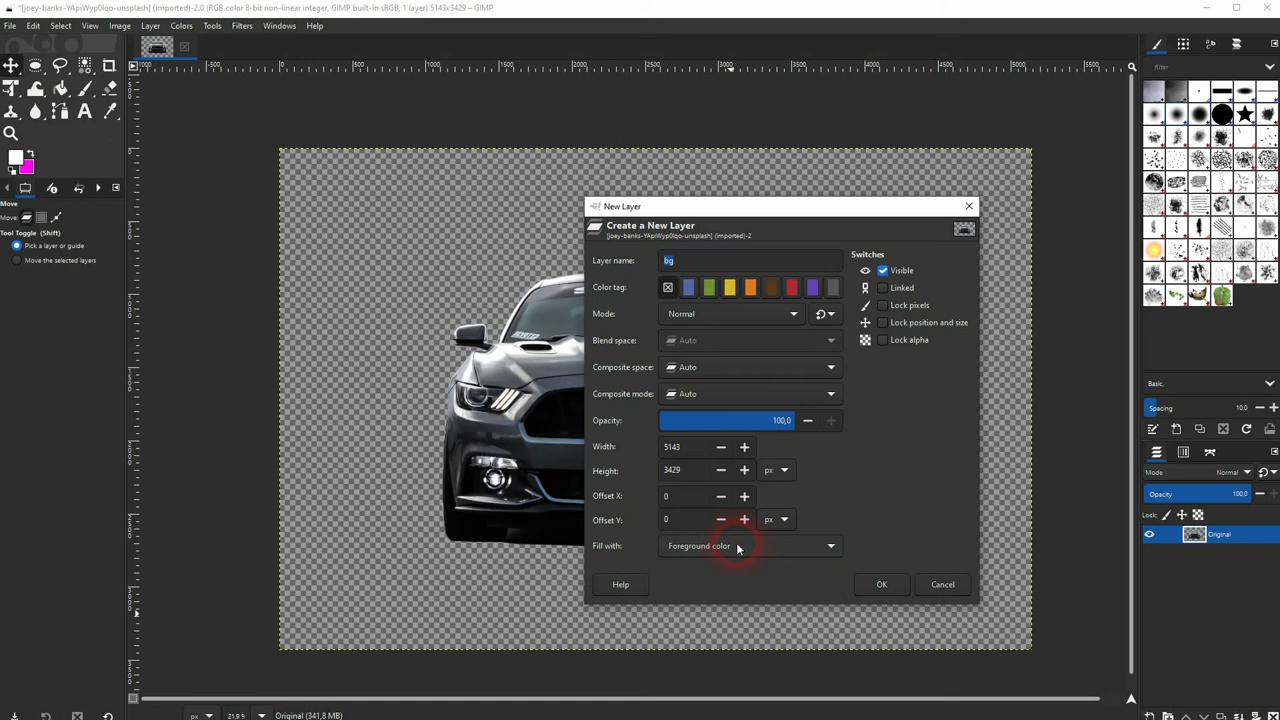 *[joey-banks-YApiWyp0lqo-unsplash] (imported)-2.0 (RGB color 8-bit non-linear integer, GIMP built-in sRGB, 1 layer) 5143x3429 – GIMP
File Edit Select View Image Layer Colors Tools Filters Windows Help
filter
Move
Move:
Tool Toggle (Shift)
Pick a layer or guide
Move the selected layers
New Layer
Create a New Layer
[joey-banks-YApiWyp0lqo-unsplash] (imported)-2
Layer name: bg
Color tag:
Mode: Normal
Blend space: Auto
Composite space: Auto
Composite mode: Auto
Opacity: 100,0
Width: 5143
Height: 3429 px
Offset X: 0
Offset Y: 0 px
Fill with: Foreground color
Switches
Visible
Linked
Lock pixels
Lock position and size
Lock alpha
Help OK Cancel
Basic,
Spacing 10.0
Mode Normal
Opacity 100,0
Lock:
Original
px 21,9 % Original (341,8 MB)